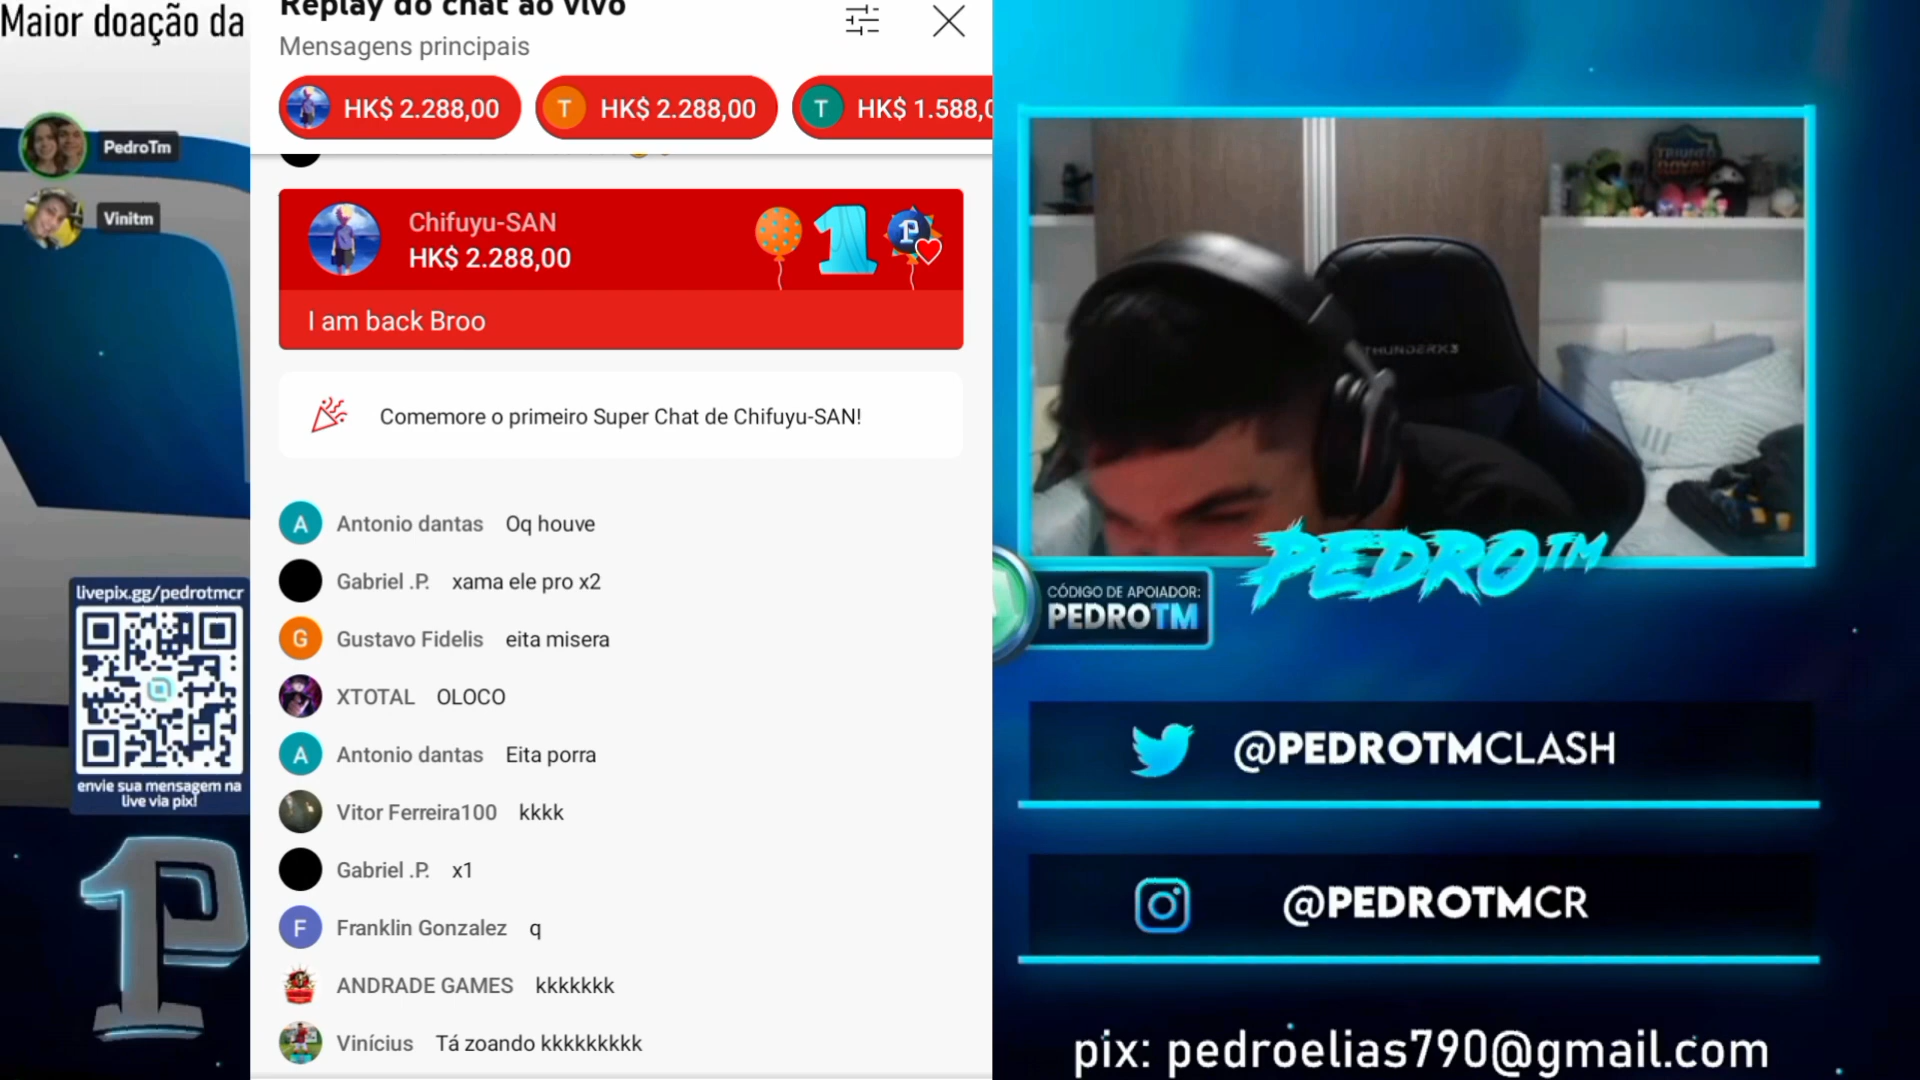 Maior doação da
PedroTm
Vinitm
livepix.gg/pedrotmcr
envie sua mensagem na
live via pix!
P
Replay do chat ao vivo
Mensagens principais
HK$ 2.288,00
T HK$ 2.288,00
T HK$ 1.588,0
Chifuyu-SAN
HK$ 2.288,00
1
P
I am back Broo
Comemore o primeiro Super Chat de Chifuyu-SAN!
A Antonio dantas Oq houve
Gabriel .P. xama ele pro x2
G Gustavo Fidelis eita misera
XTOTAL OLOCO
A Antonio dantas Eita porra
Vitor Ferreira100 kkkk
Gabriel .P. x1
F Franklin Gonzalez q
ANDRADE GAMES kkkkkkk
Vinícius Tá zoando kkkkkkkkk
THUNDERX3
PEDROTM
CÓDIGO DE APOIADOR:
PEDROTM
@PEDROTMCLASH
@PEDROTMCR
pix: pedroelias790@gmail.com